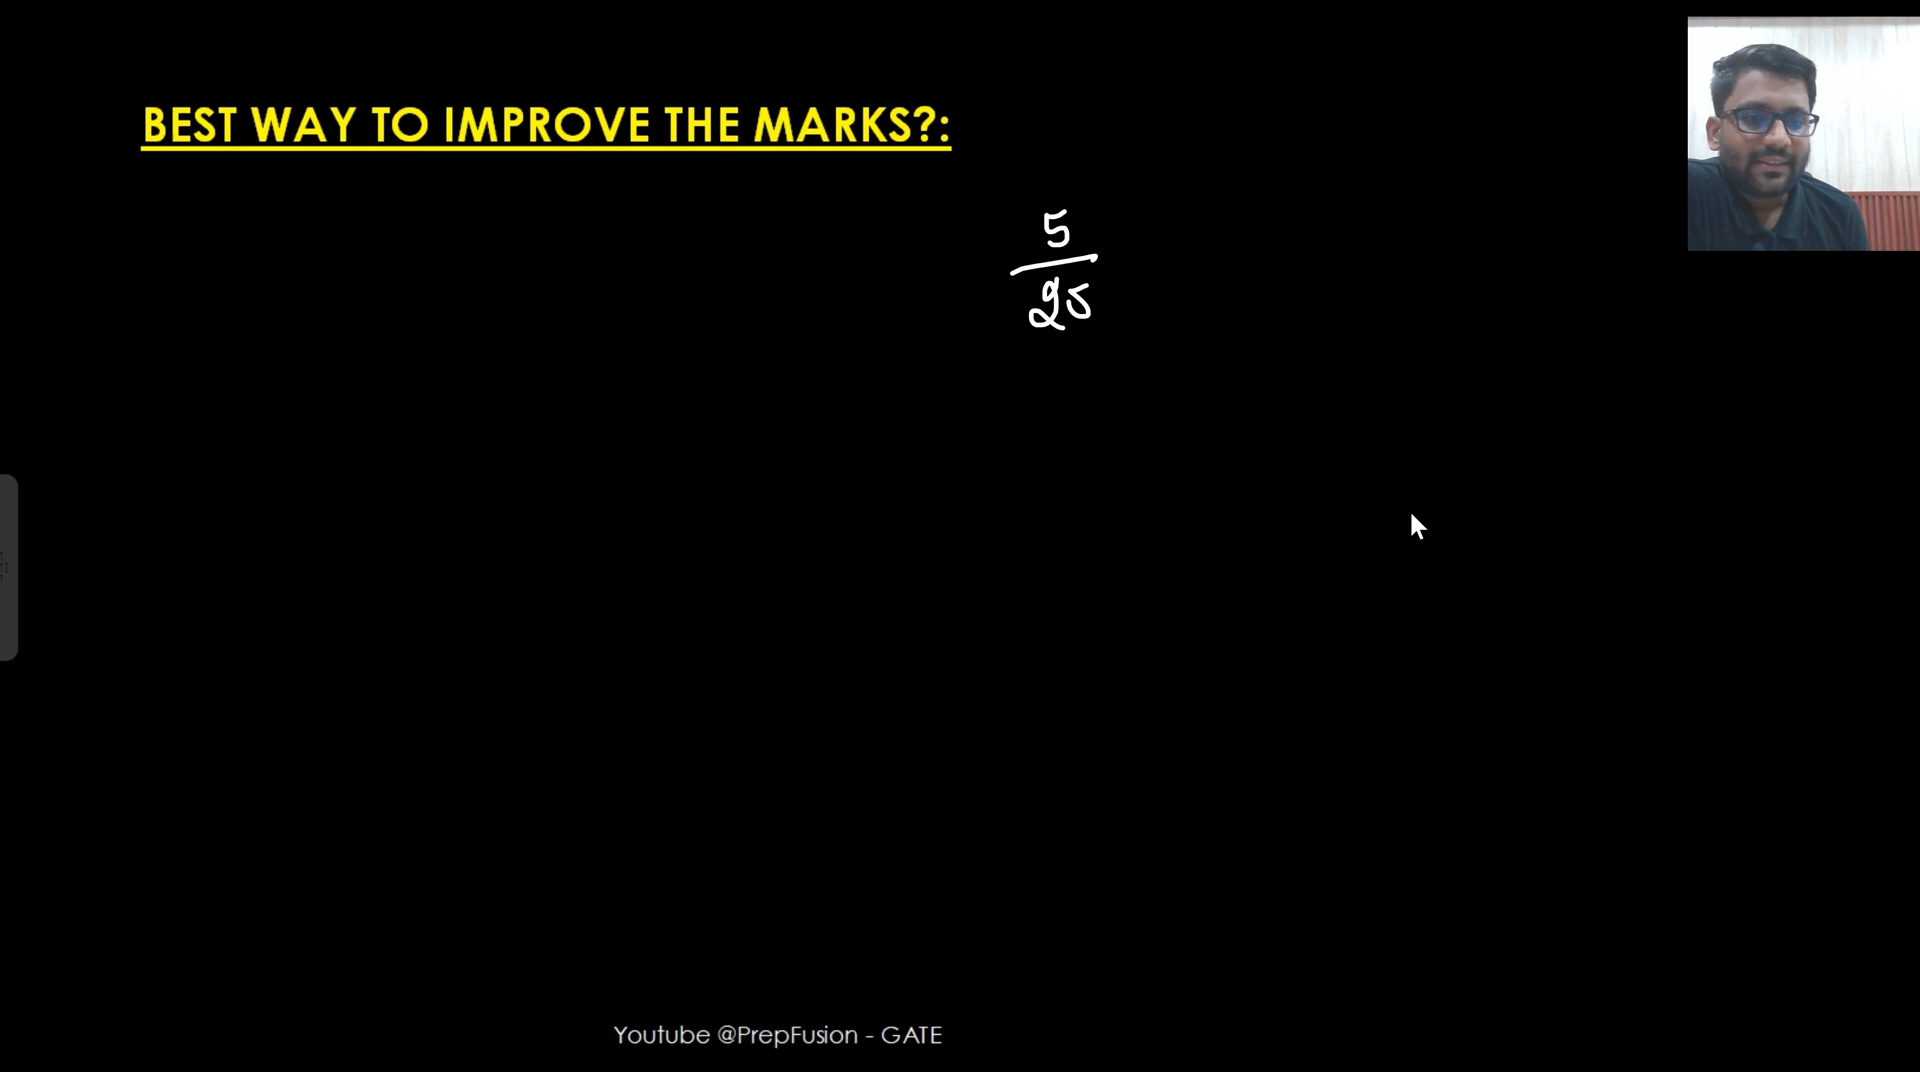 BEST WAY TO IMPROVE THE MARKS?:
5
25
Youtube @PrepFusion - GATE